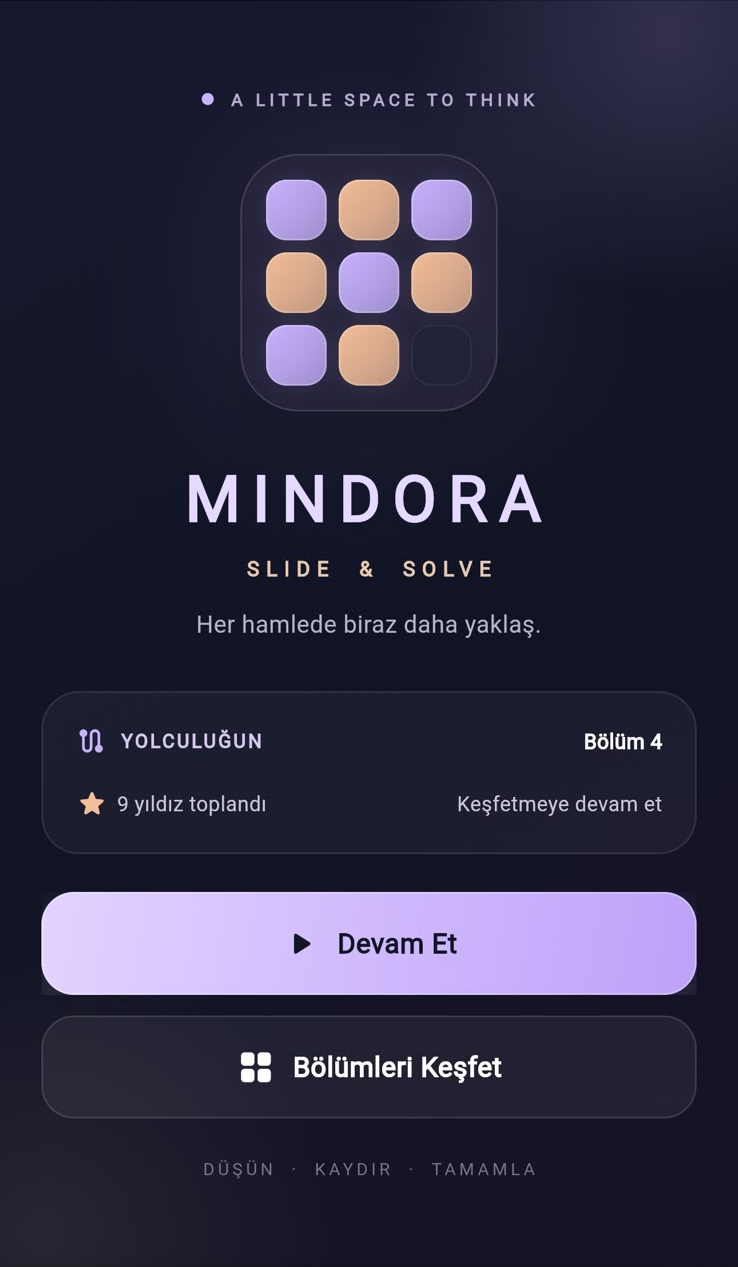 A LITTLE SPACE TO THINK
MINDORA
SLIDE & SOLVE
Her hamlede biraz daha yaklaş.
YOLCULUĞUN
Bölüm 4
9 yıldız toplandı
Keşfetmeye devam et
Devam Et
Bölümleri Keşfet
DÜŞÜN · KAYDIR · TAMAMLA